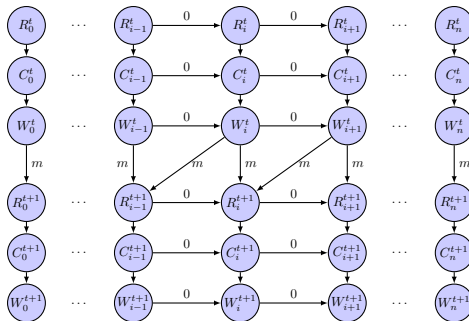 $R_0^t$ ··· $R_{i-1}^t$ 0 $R_i^t$ 0 $R_{i+1}^t$ ··· $R_n^t$
$C_0^t$ ··· $C_{i-1}^t$ 0 $C_i^t$ 0 $C_{i+1}^t$ ··· $C_n^t$
$W_0^t$ ··· $W_{i-1}^t$ 0 $W_i^t$ 0 $W_{i+1}^t$ ··· $W_n^t$
m m m m m m m
$R_0^{t+1}$ ··· $R_{i-1}^{t+1}$ 0 $R_i^{t+1}$ 0 $R_{i+1}^{t+1}$ ··· $R_n^{t+1}$
$C_0^{t+1}$ ··· $C_{i-1}^{t+1}$ 0 $C_i^{t+1}$ 0 $C_{i+1}^{t+1}$ ··· $C_n^{t+1}$
$W_0^{t+1}$ ··· $W_{i-1}^{t+1}$ 0 $W_i^{t+1}$ 0 $W_{i+1}^{t+1}$ ··· $W_n^{t+1}$